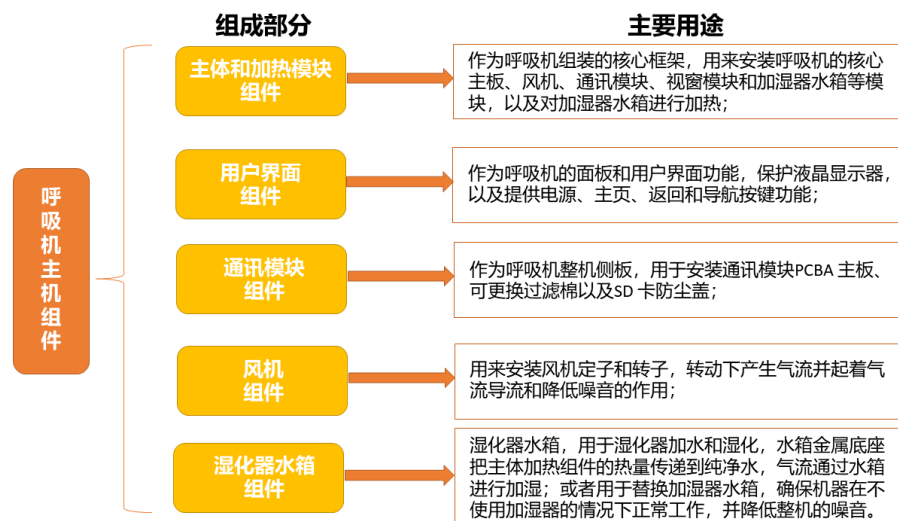 组成部分
主要用途
呼吸机主机组件
主体和加热模块
组件
作为呼吸机组装的核心框架，用来安装呼吸机的核心
主板、风机、通讯模块、视窗模块和加湿器水箱等模
块，以及对加湿器水箱进行加热；
用户界面
组件
作为呼吸机的面板和用户界面功能，保护液晶显示器，
以及提供电源、主页、返回和导航按键功能；
通讯模块
组件
作为呼吸机整机侧板，用于安装通讯模块PCBA 主板、
可更换过滤棉以及SD 卡防尘盖；
风机
组件
用来安装风机定子和转子，转动下产生气流并起着气
流导流和降低噪音的作用；
湿化器水箱
组件
湿化器水箱，用于湿化器加水和湿化，水箱金属底座
把主体加热组件的热量传递到纯净水，气流通过水箱
进行加湿；或者用于替换加湿器水箱，确保机器在不
使用加湿器的情况下正常工作，并降低整机的噪音。